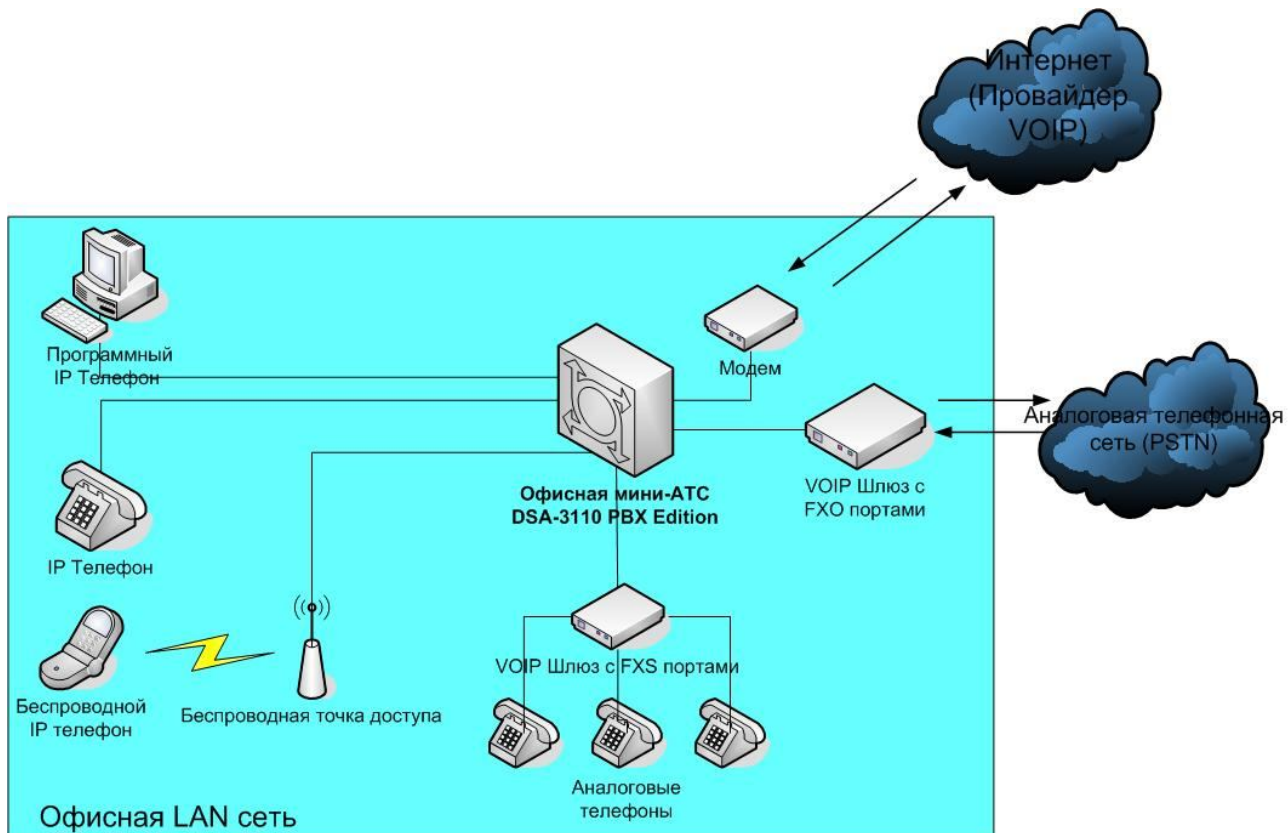 Интернет
(Провайдер
VOIP)
Программный
IP Телефон
Модем
Аналоговая телефонная
сеть (PSTN)
VOIP Шлюз с
FXO портами
Офисная мини-АТС
DSA-3110 PBX Edition
IP Телефон
VOIP Шлюз с FXS портами
Беспроводной
IP телефон
Беспроводная точка доступа
Аналоговые
телефоны
Офисная LAN сеть